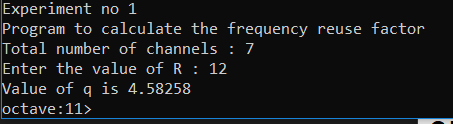 Experiment no 1
Program to calculate the frequency reuse factor
Total number of channels : 7
Enter the value of R : 12
Value of q is 4.58258
octave:11>